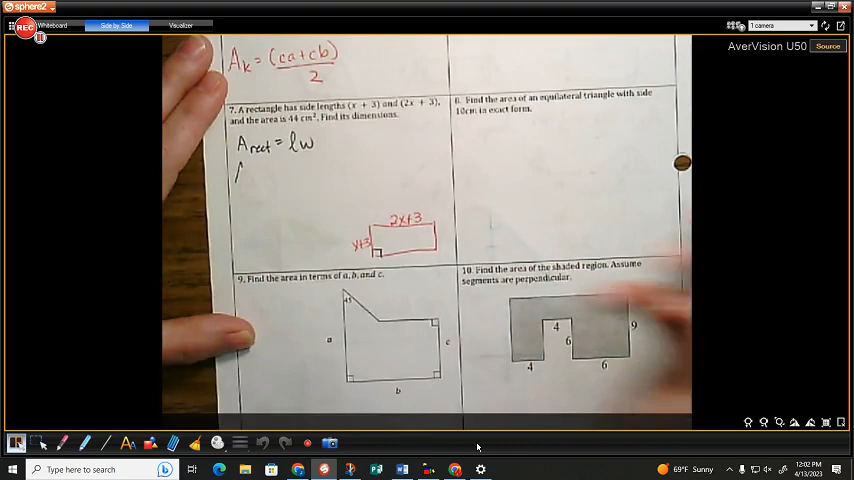 sphere2
REC
Whiteboard
Side by Side
Visualizer
1 camera
AverVision U50
Source
A_k = (ca+cb)
2
7. A rectangle has side lengths (x + 3) and (2x + 3),
and the area is 44 cm². Find its dimensions.
A_rect = lw
A
2x+3
x+3
8. Find the area of an equilateral triangle with side
10cm in exact form.
9. Find the area in terms of a, b, and c.
45
a
c
b
10. Find the area of the shaded region. Assume
segments are perpendicular.
4
6
9
4
6
Type here to search
69°F Sunny
12:02 PM
4/13/2023